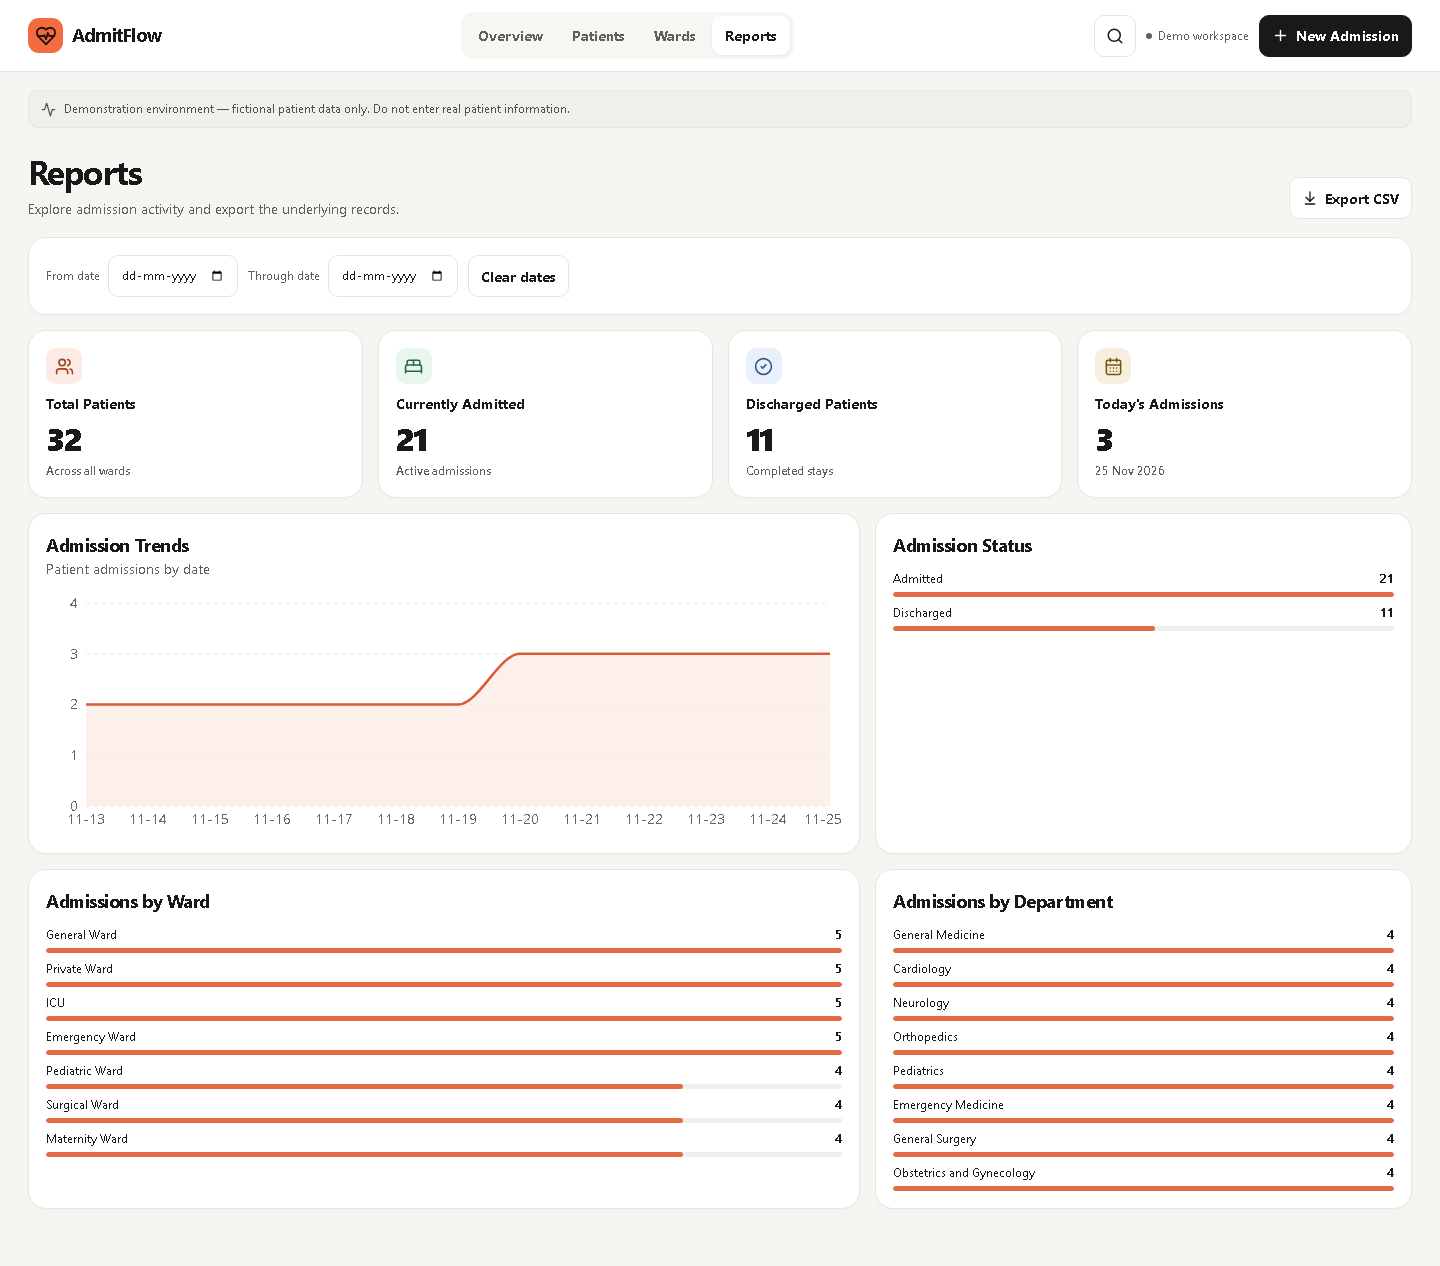 AdmitFlow
Overview Patients Wards Reports
Demo workspace
New Admission
Demonstration environment — fictional patient data only. Do not enter real patient information.
Reports
Explore admission activity and export the underlying records.
Export CSV
From date dd-mm-yyyy Through date dd-mm-yyyy Clear dates
Total Patients
32
Across all wards
Currently Admitted
21
Active admissions
Discharged Patients
11
Completed stays
Today's Admissions
3
25 Nov 2026
Admission Trends
Patient admissions by date
4
3
2
1
0
11-13 11-14 11-15 11-16 11-17 11-18 11-19 11-20 11-21 11-22 11-23 11-24 11-25
Admission Status
Admitted 21
Discharged 11
Admissions by Ward
General Ward 5
Private Ward 5
ICU 5
Emergency Ward 5
Pediatric Ward 4
Surgical Ward 4
Maternity Ward 4
Admissions by Department
General Medicine 4
Cardiology 4
Neurology 4
Orthopedics 4
Pediatrics 4
Emergency Medicine 4
General Surgery 4
Obstetrics and Gynecology 4